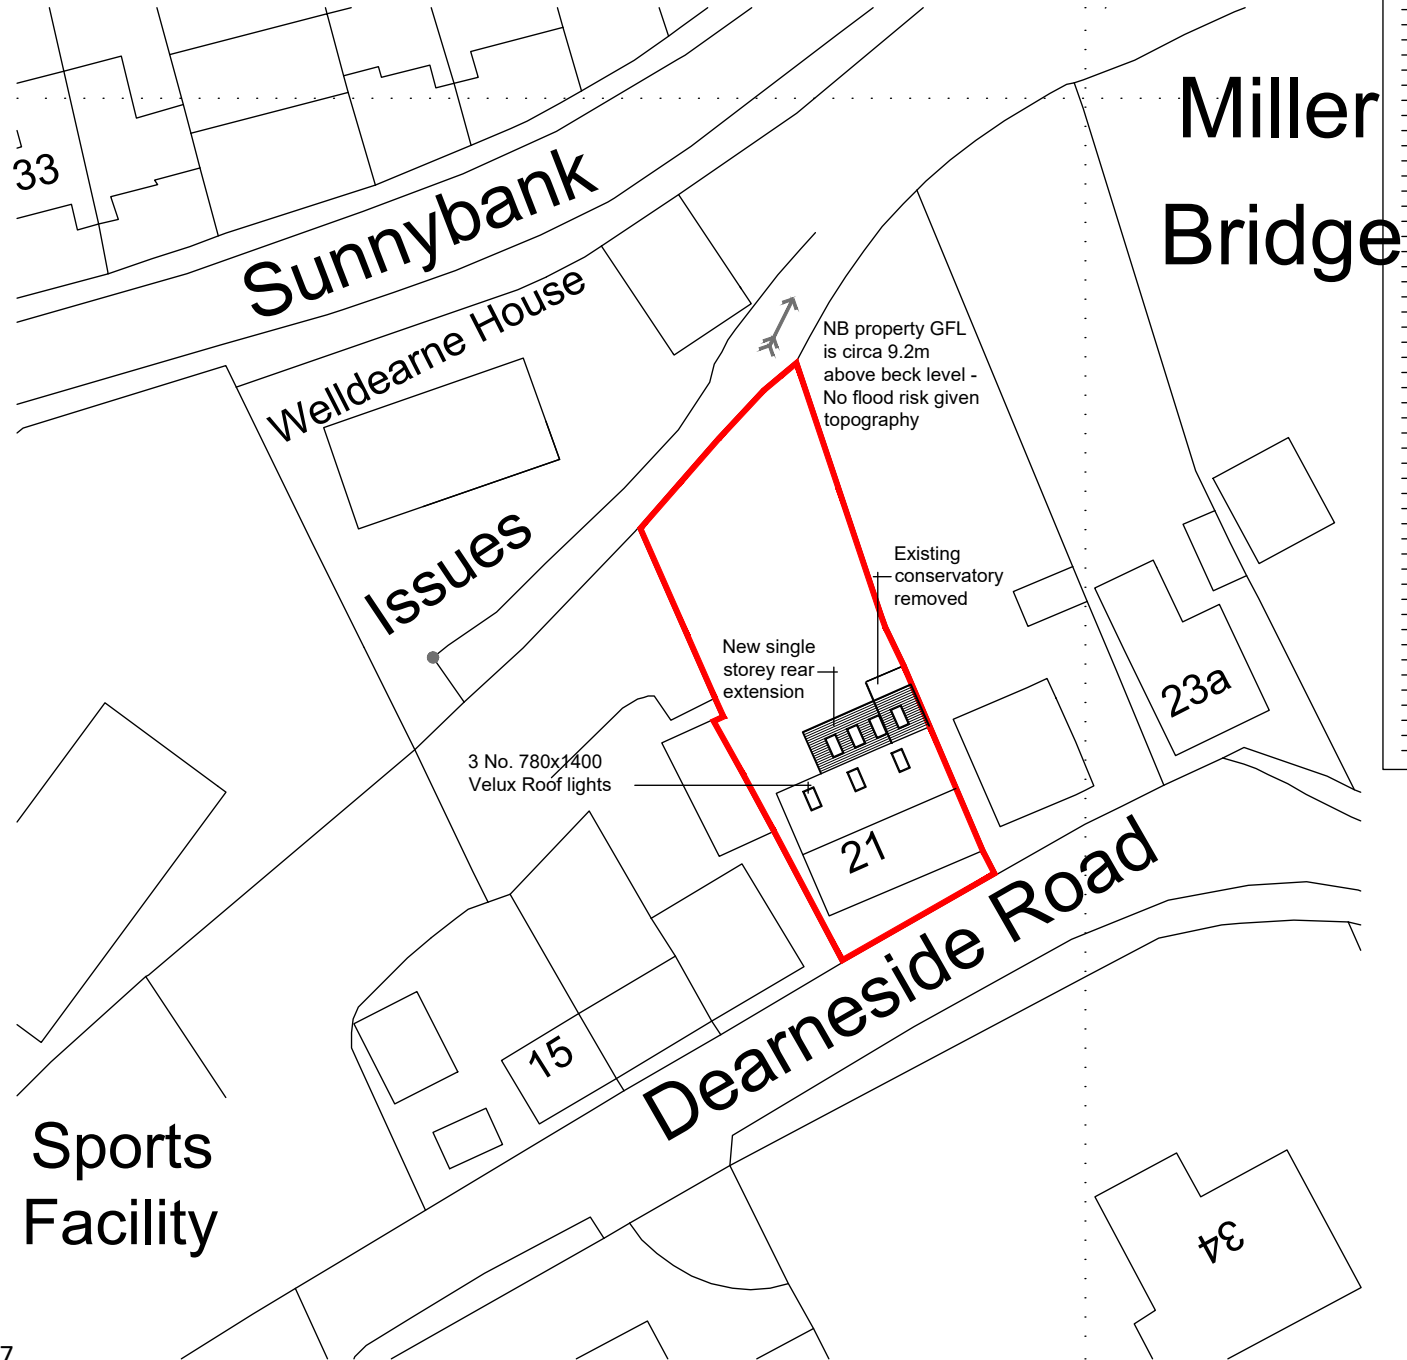 Miller
Bridge
33
Sunnybank
Welldearne House
NB property GFL
is circa 9.2m
above beck level -
No flood risk given
topography
Issues
Existing
conservatory
removed
New single
storey rear
extension
23a
3 No. 780x1400
Velux Roof lights
21
Dearneside Road
15
Sports
Facility
34
7